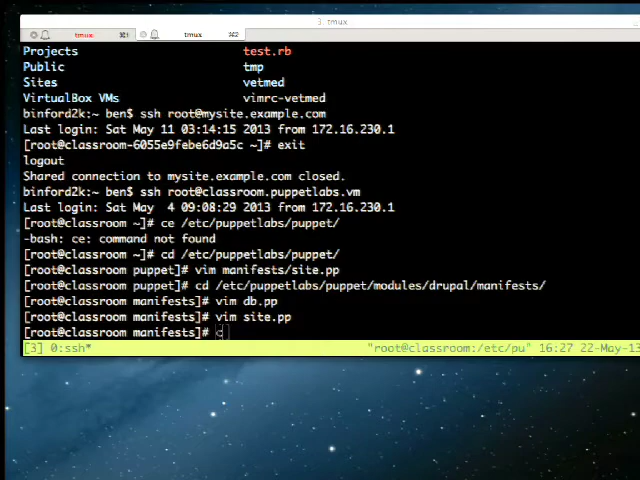 3. tmux
tmux ⌘1 tmux ⌘2
Projects test.rb
Public tmp
Sites vetmed
VirtualBox VMs vimrc-vetmed
binford2k:~ ben$ ssh root@mysite.example.com
Last login: Sat May 11 03:14:15 2013 from 172.16.230.1
[root@classroom-6055e9febe6d9a5c ~]# exit
logout
Shared connection to mysite.example.com closed.
binford2k:~ ben$ ssh root@classroom.puppetlabs.vm
Last login: Sat May  4 09:08:29 2013 from 172.16.230.1
[root@classroom ~]# ce /etc/puppetlabs/puppet/
-bash: ce: command not found
[root@classroom ~]# cd /etc/puppetlabs/puppet/
[root@classroom puppet]# vim manifests/site.pp
[root@classroom puppet]# cd /etc/puppetlabs/puppet/modules/drupal/manifests/
[root@classroom manifests]# vim db.pp
[root@classroom manifests]# vim site.pp
[root@classroom manifests]# c
[3] 0:ssh* "root@classroom:/etc/pu" 16:27 22-May-13